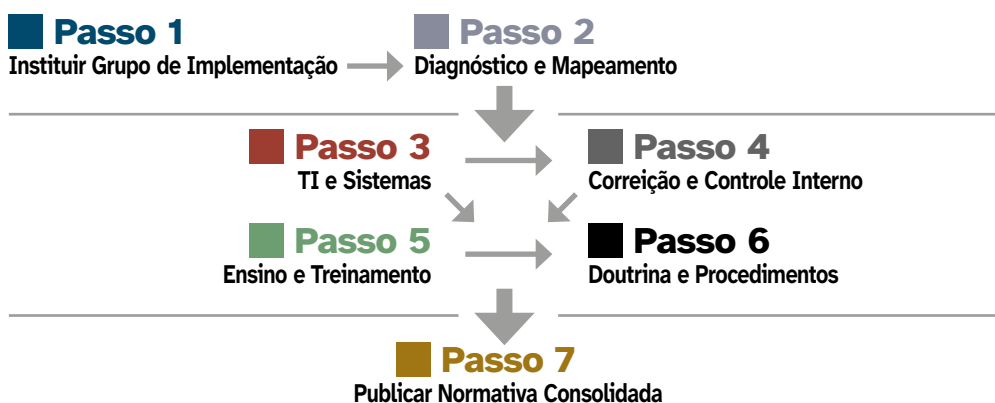 Passo 1
Instituir Grupo de Implementação
Passo 2
Diagnóstico e Mapeamento
Passo 3
TI e Sistemas
Passo 4
Correição e Controle Interno
Passo 5
Ensino e Treinamento
Passo 6
Doutrina e Procedimentos
Passo 7
Publicar Normativa Consolidada